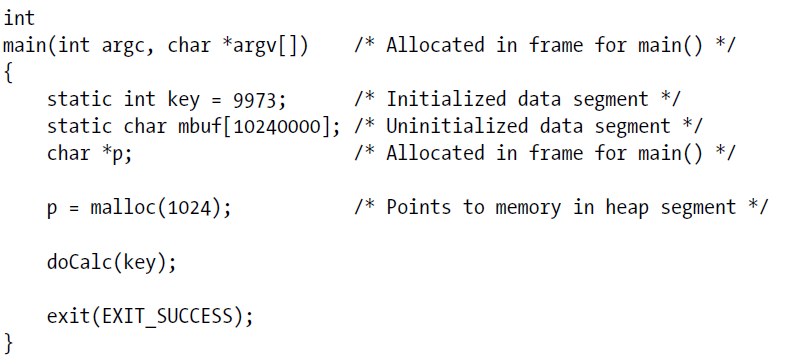 int
main(int argc, char *argv[])    /* Allocated in frame for main() */
{
    static int key = 9973;      /* Initialized data segment */
    static char mbuf[10240000]; /* Uninitialized data segment */
    char *p;                    /* Allocated in frame for main() */

    p = malloc(1024);           /* Points to memory in heap segment */

    doCalc(key);

    exit(EXIT_SUCCESS);
}